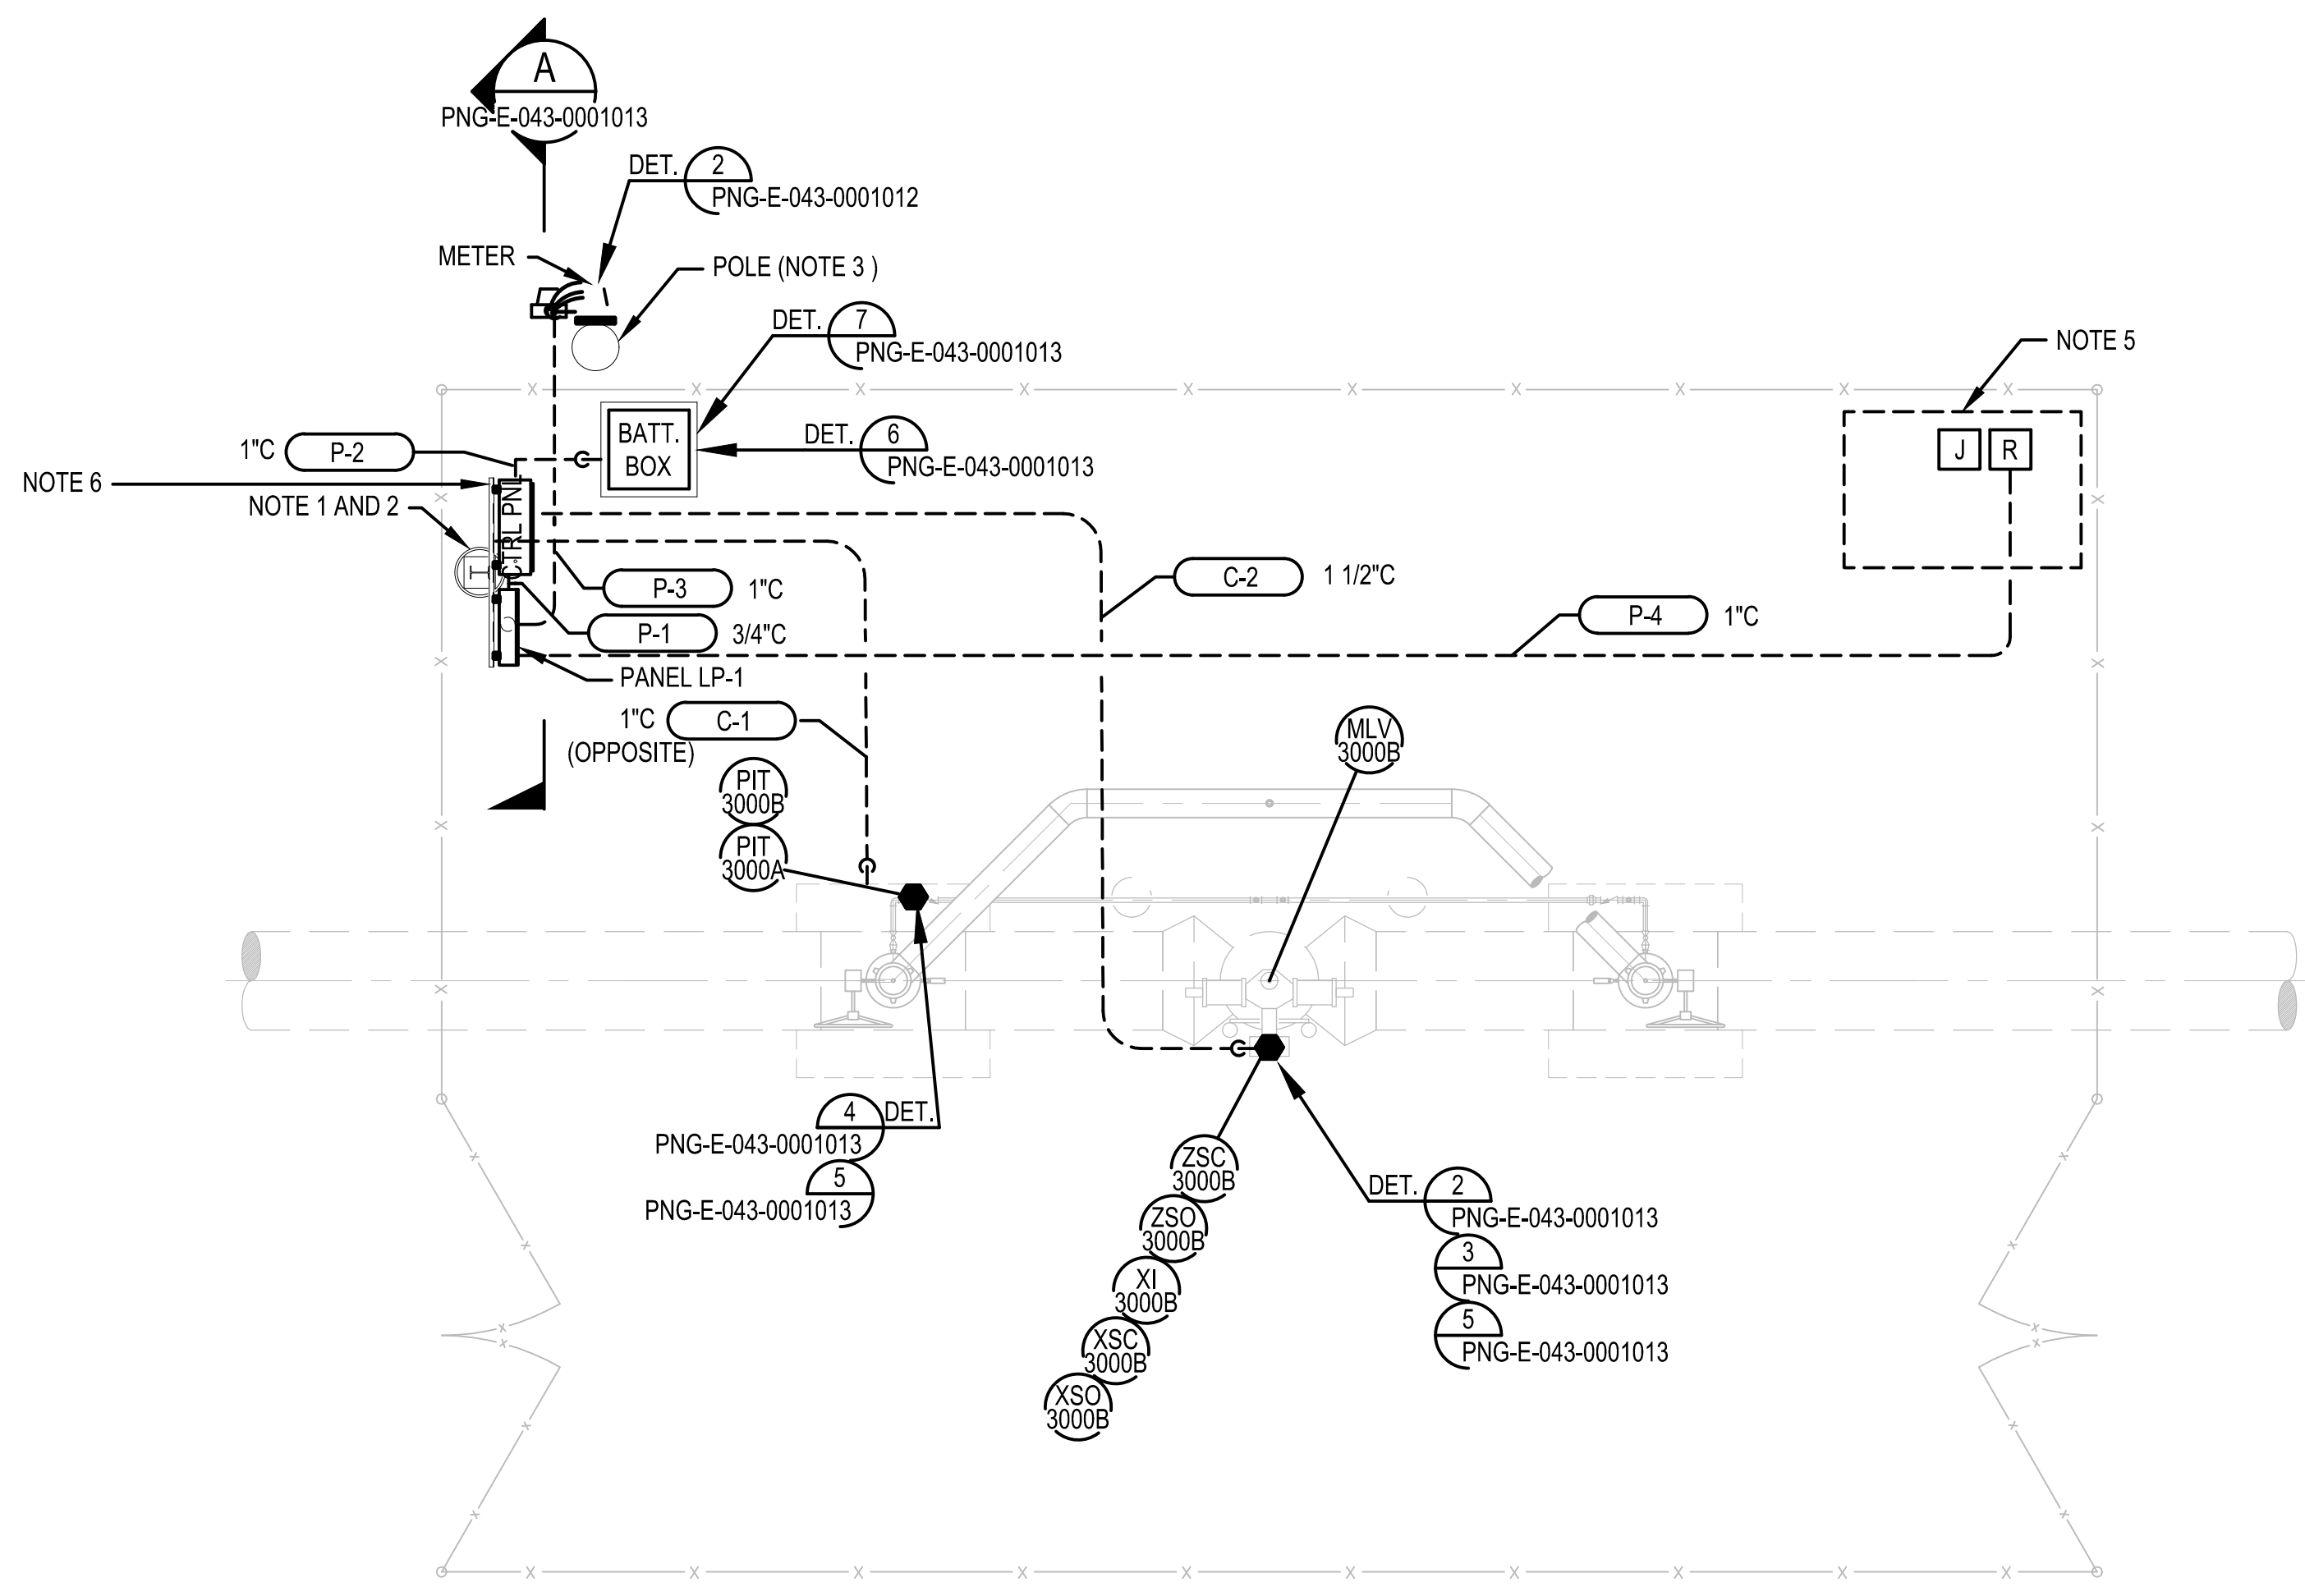 A
PNG-E-043-0001013
DET. 2
PNG-E-043-0001012
METER
POLE (NOTE 3 )
DET. 7
PNG-E-043-0001013
NOTE 5
1"C P-2
BATT.
BOX
DET. 6
PNG-E-043-0001013
J R
NOTE 6
NOTE 1 AND 2
CTRL PNL
P-3 1"C
C-2 1 1/2"C
P-1 3/4"C
P-4 1"C
PANEL LP-1
1"C C-1
(OPPOSITE)
MLV
3000B
PIT
3000B
PIT
3000A
4 DET.
PNG-E-043-0001013
5
PNG-E-043-0001013
ZSC
3000B
ZSO
3000B
XI
3000B
XSC
3000B
XSO
3000B
DET. 2
PNG-E-043-0001013
3
PNG-E-043-0001013
5
PNG-E-043-0001013